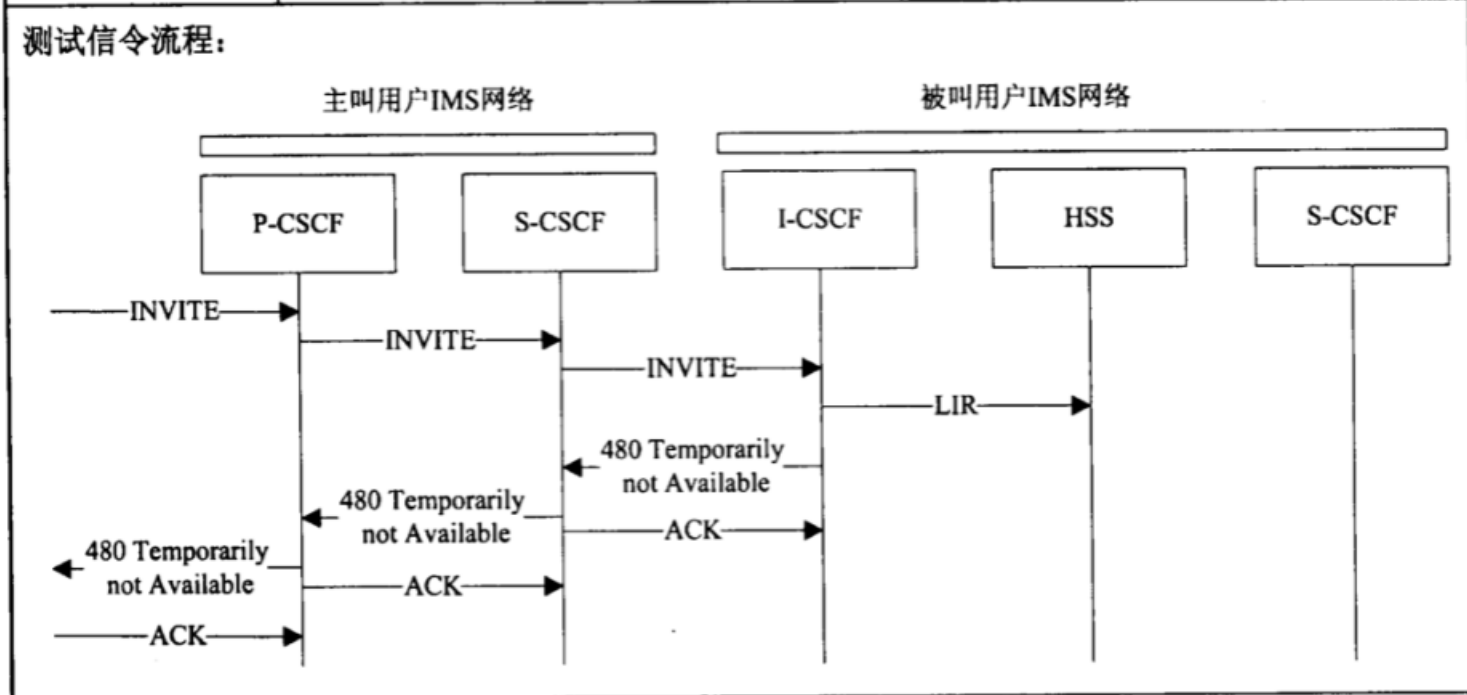 测试信令流程：
主叫用户IMS网络
被叫用户IMS网络
P-CSCF
S-CSCF
I-CSCF
HSS
S-CSCF
INVITE
INVITE
INVITE
LIR
480 Temporarily
not Available
480 Temporarily
not Available
ACK
480 Temporarily
not Available
ACK
ACK